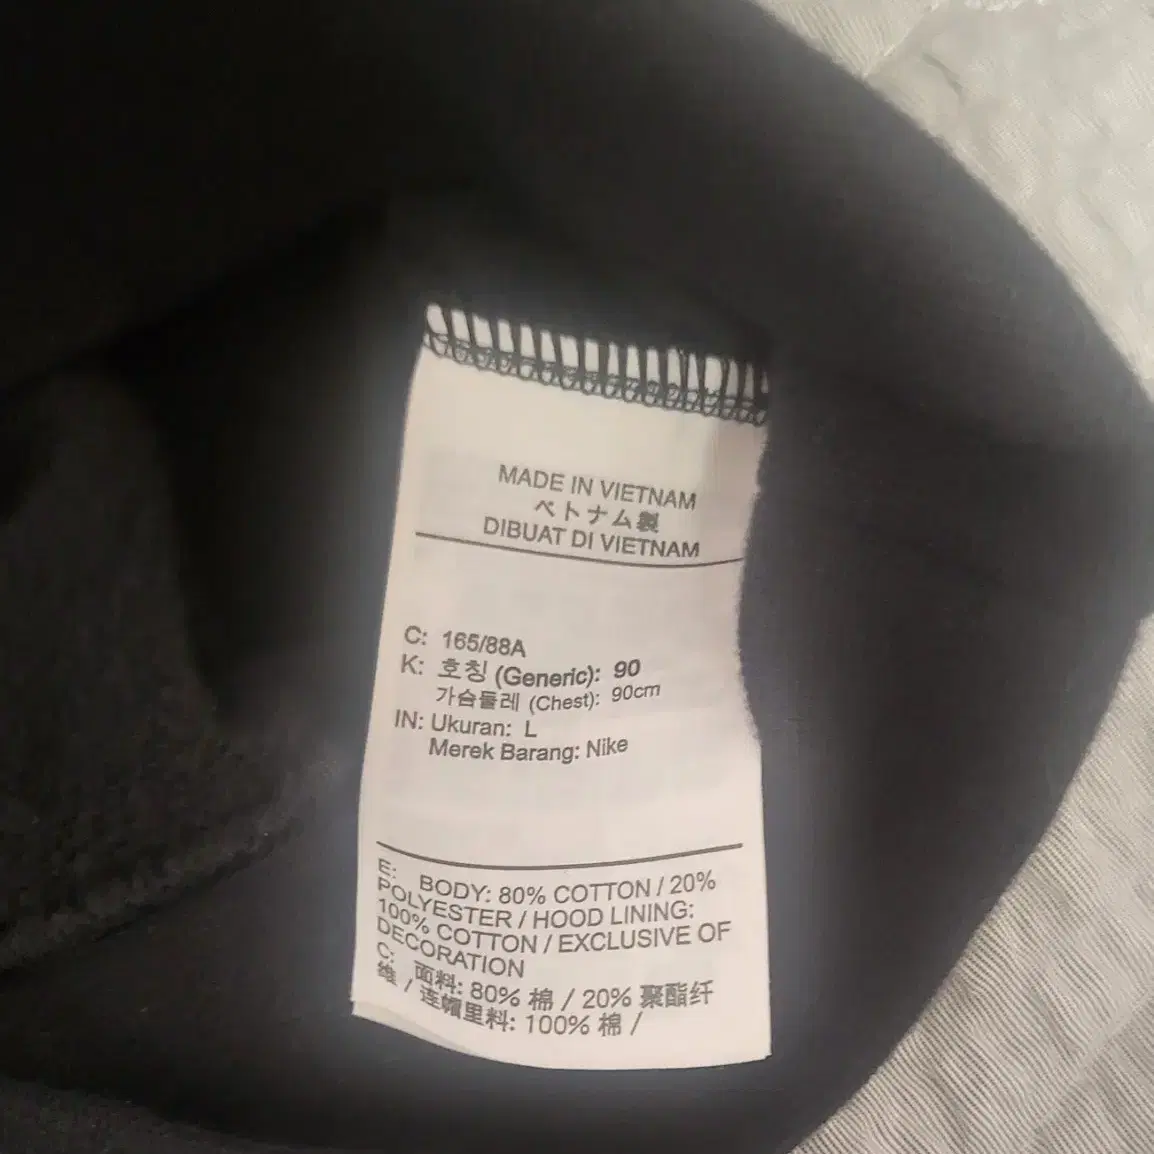 MADE IN VIETNAM
ベトナム製
DIBUAT DI VIETNAM
C: 165/88A
K: 호칭 (Generic): 90
가슴둘레 (Chest): 90cm
IN: Ukuran: L
Merek Barang: Nike
E: BODY: 80% COTTON / 20%
POLYESTER / HOOD LINING:
100% COTTON / EXCLUSIVE OF
DECORATION
C: 面料: 80% 棉 / 20% 聚酯纤
维 / 连帽里料: 100% 棉 /